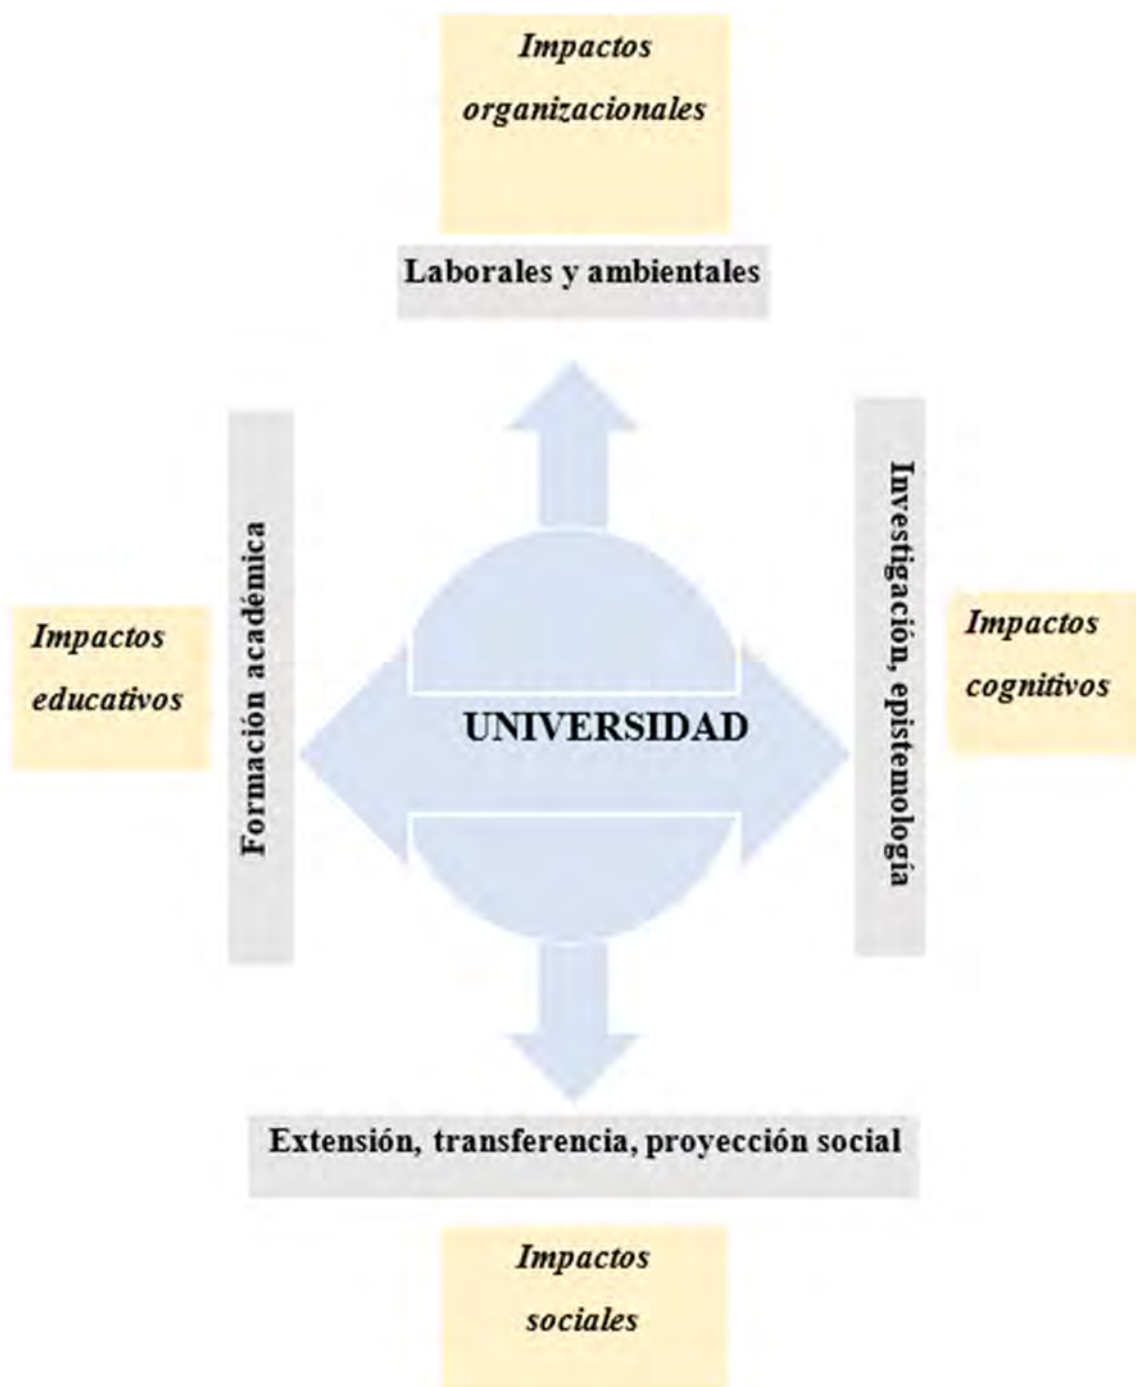 Impactos
organizacionales
Laborales y ambientales
Formación académica
Impactos
educativos
UNIVERSIDAD
Investigación, epistemología
Impactos
cognitivos
Extensión, transferencia, proyección social
Impactos
sociales